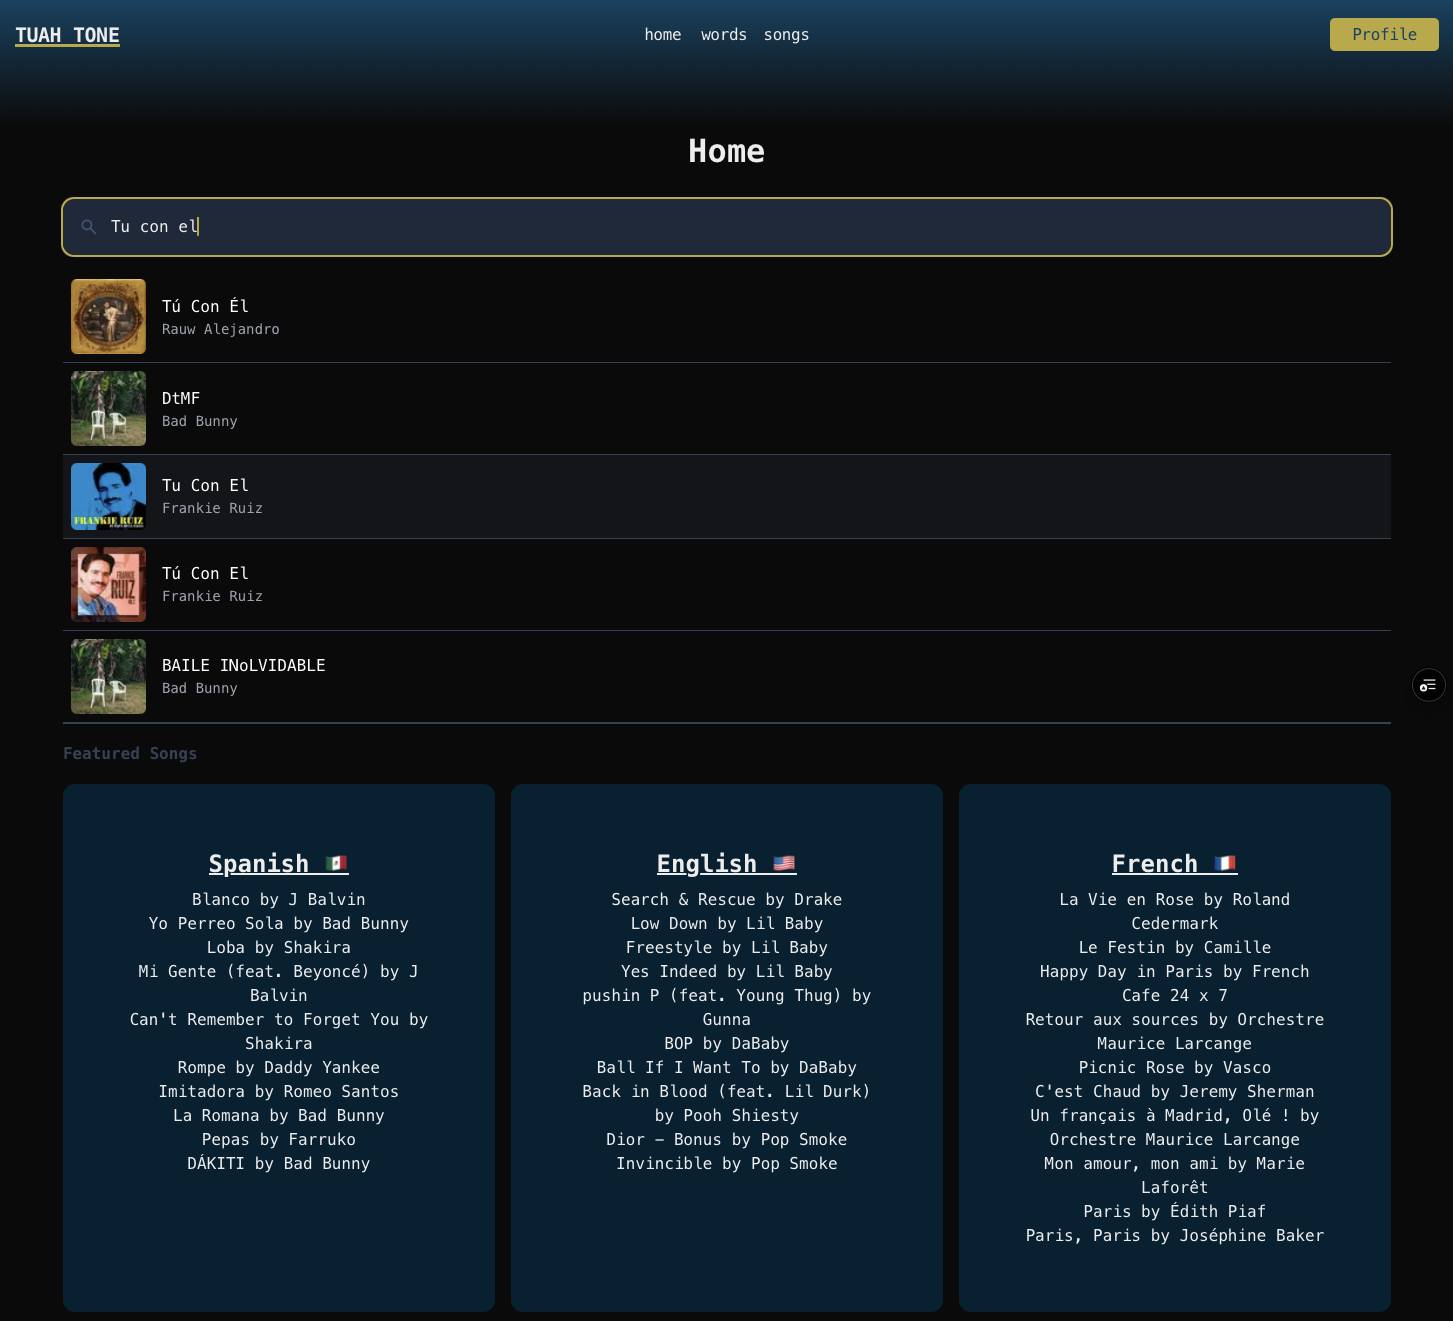 TUAH TONE
home words songs
Profile
Home
Tu con el
Tú Con Él
Rauw Alejandro
DtMF
Bad Bunny
FRANKIE RUIZ
Tu Con El
Frankie Ruiz
FRANKIE
RUIZ
Tú Con El
Frankie Ruiz
BAILE INoLVIDABLE
Bad Bunny
Featured Songs
Spanish 🇲🇽
Blanco by J Balvin
Yo Perreo Sola by Bad Bunny
Loba by Shakira
Mi Gente (feat. Beyoncé) by J
Balvin
Can't Remember to Forget You by
Shakira
Rompe by Daddy Yankee
Imitadora by Romeo Santos
La Romana by Bad Bunny
Pepas by Farruko
DÁKITI by Bad Bunny
English 🇺🇸
Search & Rescue by Drake
Low Down by Lil Baby
Freestyle by Lil Baby
Yes Indeed by Lil Baby
pushin P (feat. Young Thug) by
Gunna
BOP by DaBaby
Ball If I Want To by DaBaby
Back in Blood (feat. Lil Durk)
by Pooh Shiesty
Dior – Bonus by Pop Smoke
Invincible by Pop Smoke
French 🇫🇷
La Vie en Rose by Roland
Cedermark
Le Festin by Camille
Happy Day in Paris by French
Cafe 24 x 7
Retour aux sources by Orchestre
Maurice Larcange
Picnic Rose by Vasco
C'est Chaud by Jeremy Sherman
Un français à Madrid, Olé ! by
Orchestre Maurice Larcange
Mon amour, mon ami by Marie
Laforêt
Paris by Édith Piaf
Paris, Paris by Joséphine Baker